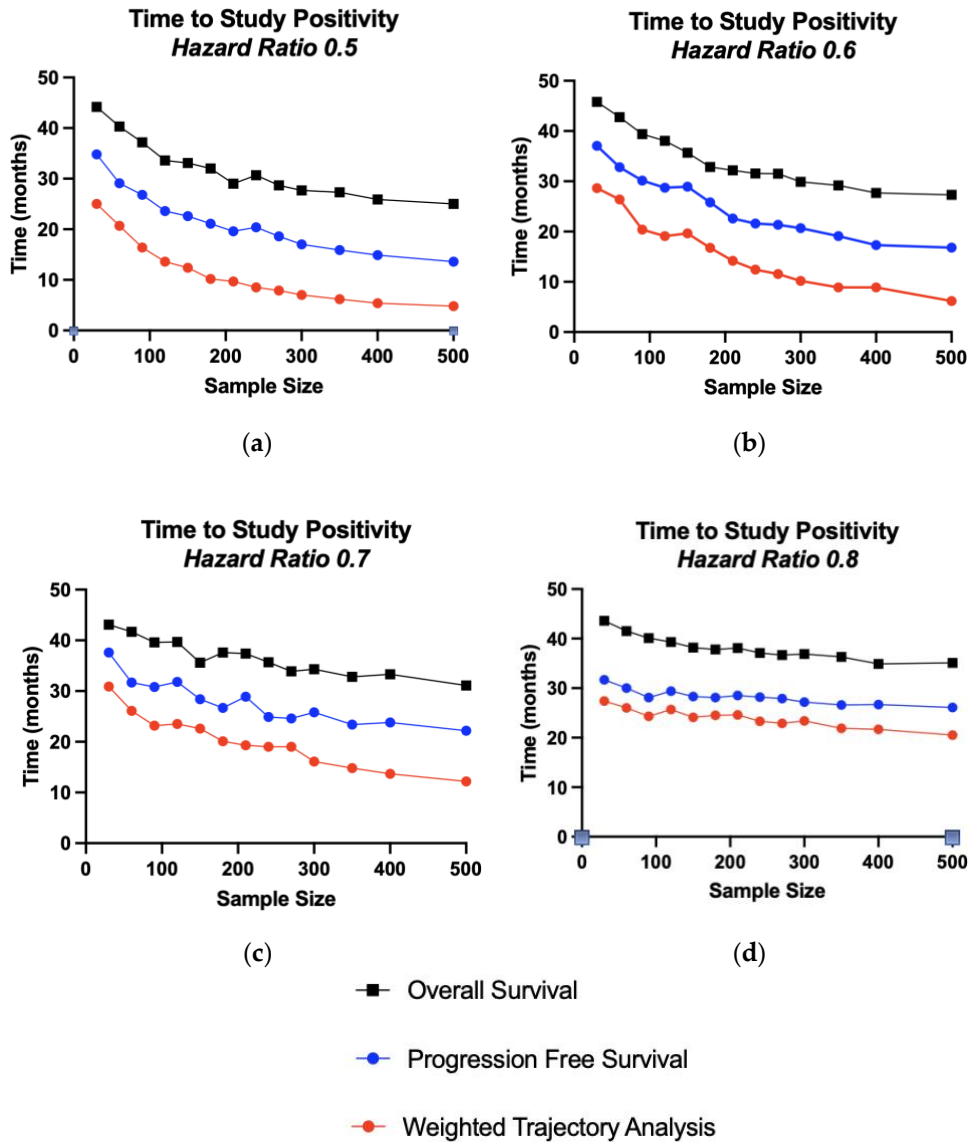 Time to Study Positivity
Hazard Ratio 0.5
50
40
30
20
10
0
Time (months)
0 100 200 300 400 500
Sample Size
(a)
Time to Study Positivity
Hazard Ratio 0.6
50
40
30
20
10
0
Time (months)
0 100 200 300 400 500
Sample Size
(b)
Time to Study Positivity
Hazard Ratio 0.7
50
40
30
20
10
0
Time (months)
0 100 200 300 400 500
Sample Size
(c)
Time to Study Positivity
Hazard Ratio 0.8
50
40
30
20
10
0
Time (months)
0 100 200 300 400 500
Sample Size
(d)
Overall Survival
Progression Free Survival
Weighted Trajectory Analysis